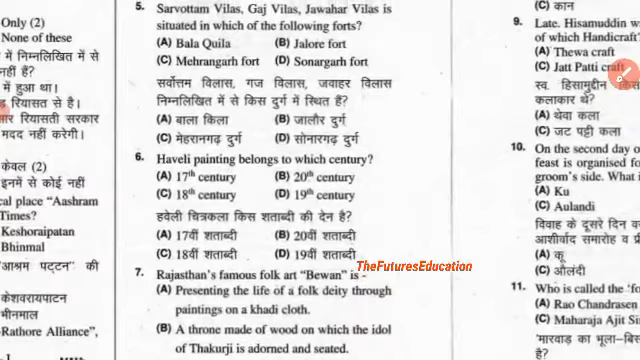 Only (2)
None of these
में निम्नलिखित में से
नहीं हैं?
में हुआ था।
रियासत से है।
सार रियासती सरकार
मदद नहीं करेगी।
केवल (2)
इनमें से कोई नहीं
cal place "Aashram
Times?
Keshoraipatan
Bhinmal
"आश्रम पट्टन" की
केशवरायपाटन
भीनमाल
Rathore Alliance",
5. Sarvottam Vilas, Gaj Vilas, Jawahar Vilas is
situated in which of the following forts?
(A) Bala Quila (B) Jalore fort
(C) Mehrangarh fort (D) Sonargarh fort
सर्वोत्तम विलास, गज विलास, जवाहर विलास
निम्नलिखित में से किस दुर्ग में स्थित हैं?
(A) बाला किला (B) जालौर दुर्ग
(C) मेहरानगढ़ दुर्ग (D) सोनारगढ़ दुर्ग
6. Haveli painting belongs to which century?
(A) 17th century (B) 20th century
(C) 18th century (D) 19th century
हवेली चित्रकला किस शताब्दी की देन है?
(A) 17वीं शताब्दी (B) 20वीं शताब्दी
(C) 18वीं शताब्दी (D) 19वीं शताब्दी
TheFuturesEducation
7. Rajasthan's famous folk art "Bewan" is -
(A) Presenting the life of a folk deity through
paintings on a khadi cloth.
(B) A throne made of wood on which the idol
of Thakurji is adorned and seated.
(C) कान
9. Late. Hisamuddin w
of which Handicraft?
(A) Thewa craft
(C) Jatt Patti craft
स्व. हिसामुद्दीन किस
कलाकार थे?
(A) थेवा कला
(C) जट पट्टी कला
10. On the second day o
feast is organised fo
groom's side. What i
(A) Ku
(C) Aulandi
विवाह के दूसरे दिन व
आशीर्वाद समारोह व प्री
(A) कू
(C) औलंदी
11. Who is called the 'fo
(A) Rao Chandrasen
(C) Maharaja Ajit Si
'मारवाड़ का भूला-बिस
है?